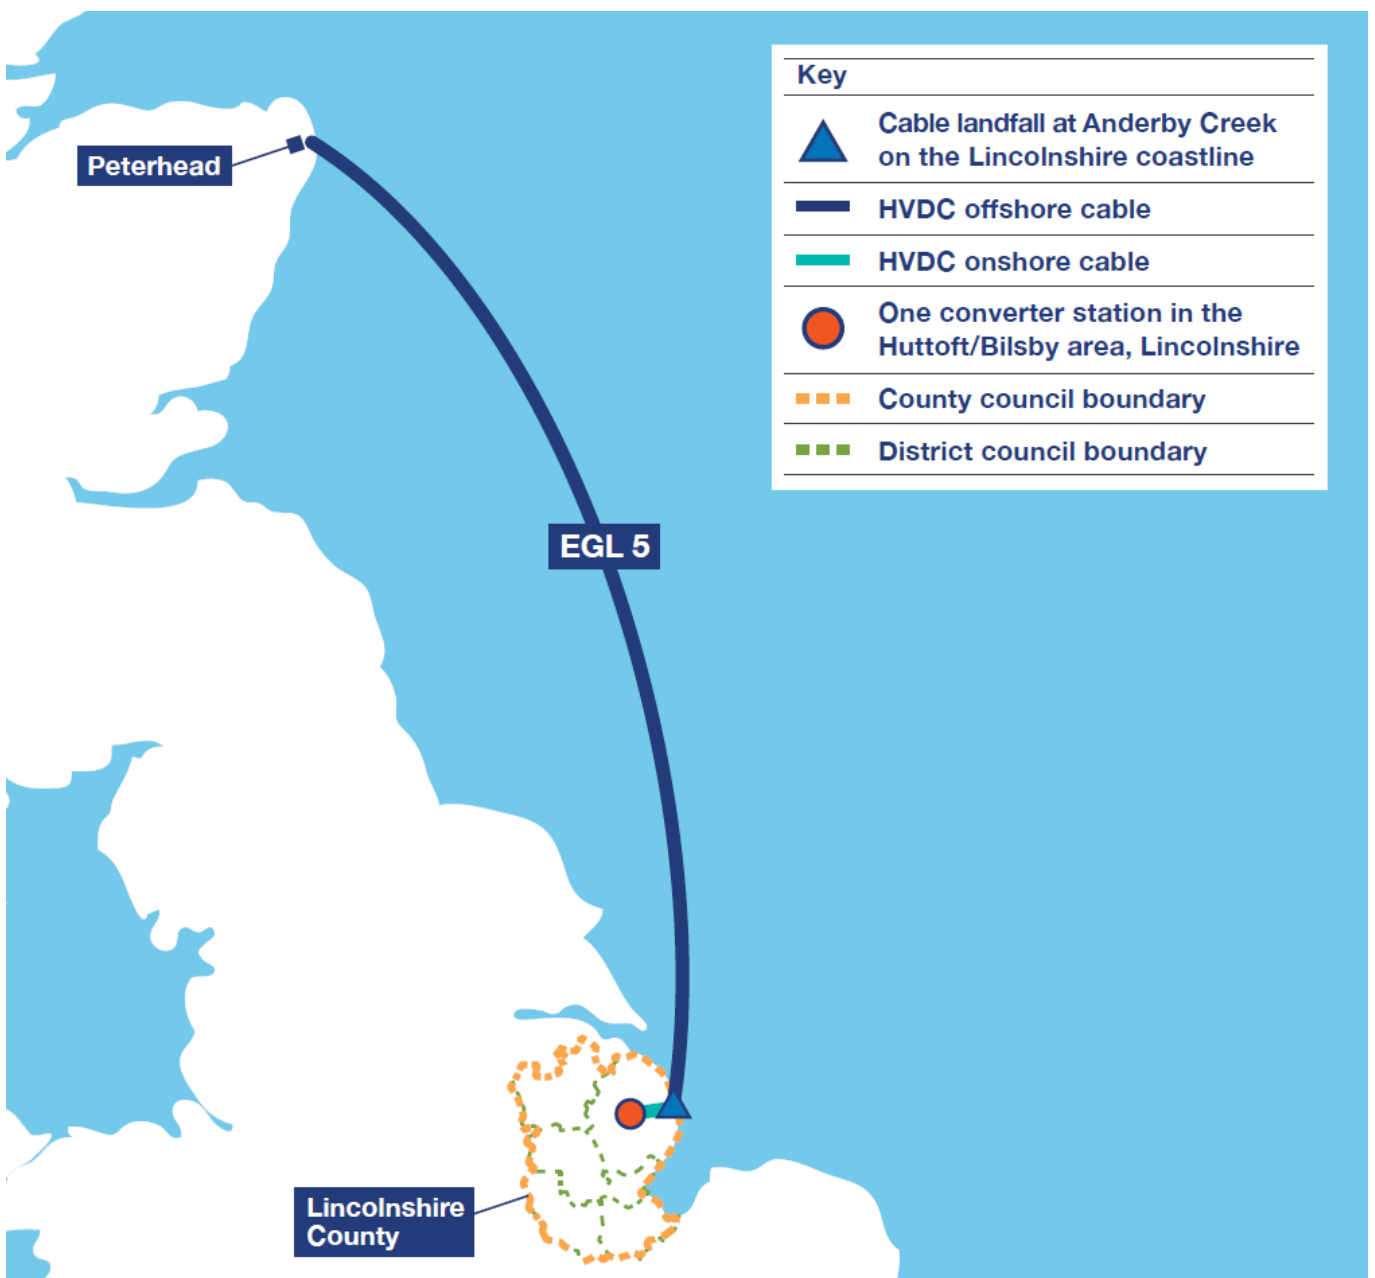 Key
Cable landfall at Anderby Creek
on the Lincolnshire coastline
HVDC offshore cable
HVDC onshore cable
One converter station in the
Huttoft/Bilsby area, Lincolnshire
County council boundary
District council boundary
Peterhead
EGL 5
Lincolnshire
County